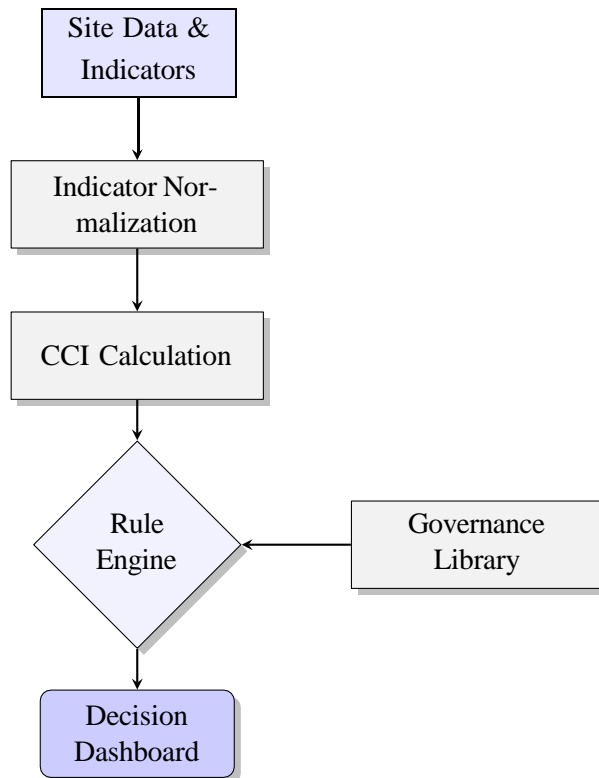 Site Data &
Indicators
Indicator Nor-
malization
CCI Calculation
Rule
Engine
Governance
Library
Decision
Dashboard